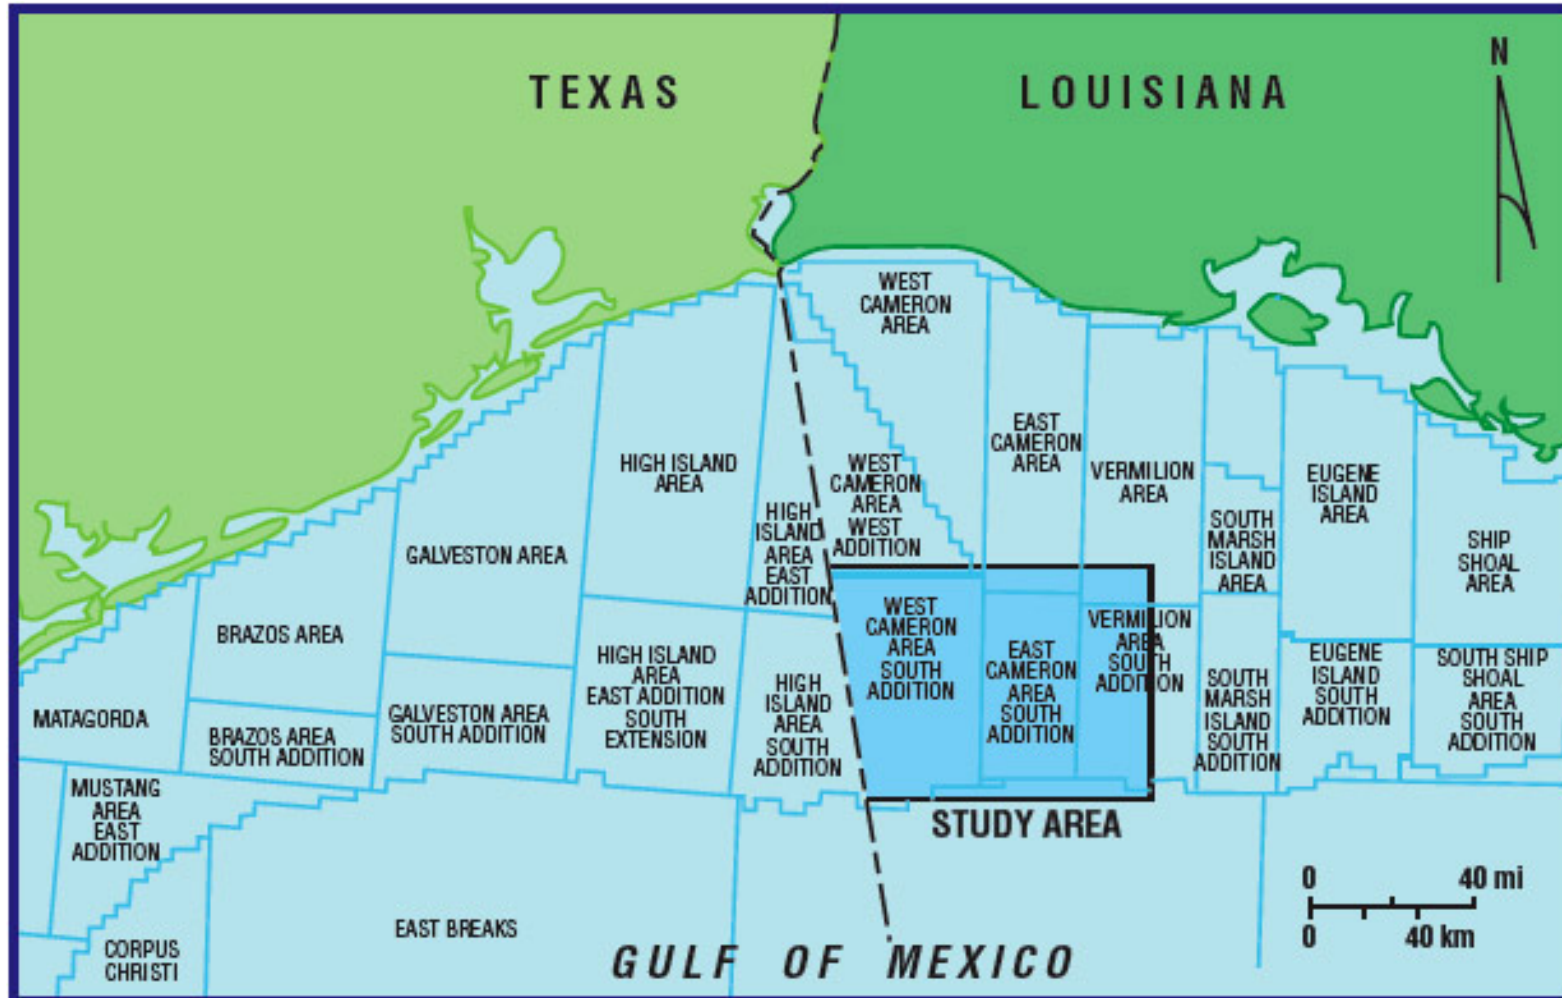 TEXAS
LOUISIANA
N
WEST
CAMERON
AREA
EAST
CAMERON
AREA
HIGH ISLAND
AREA
WEST
CAMERON
AREA
WEST
ADDITION
VERMILION
AREA
EUGENE
ISLAND
AREA
HIGH
ISLAND
AREA
EAST
ADDITION
SOUTH
MARSH
ISLAND
AREA
SHIP
SHOAL
AREA
GALVESTON AREA
BRAZOS AREA
WEST
CAMERON
AREA
SOUTH
ADDITION
EAST
CAMERON
AREA
SOUTH
ADDITION
VERMILION
AREA
SOUTH
ADDITION
HIGH ISLAND
AREA
EAST ADDITION
SOUTH
EXTENSION
HIGH
ISLAND
AREA
SOUTH
ADDITION
SOUTH
MARSH
ISLAND
SOUTH
ADDITION
EUGENE
ISLAND
SOUTH
ADDITION
SOUTH SHIP
SHOAL
AREA
SOUTH
ADDITION
MATAGORDA
BRAZOS AREA
SOUTH ADDITION
GALVESTON AREA
SOUTH ADDITION
MUSTANG
AREA
EAST
ADDITION
STUDY AREA
CORPUS
CHRISTI
EAST BREAKS
GULF OF MEXICO
0 40 mi
0 40 km